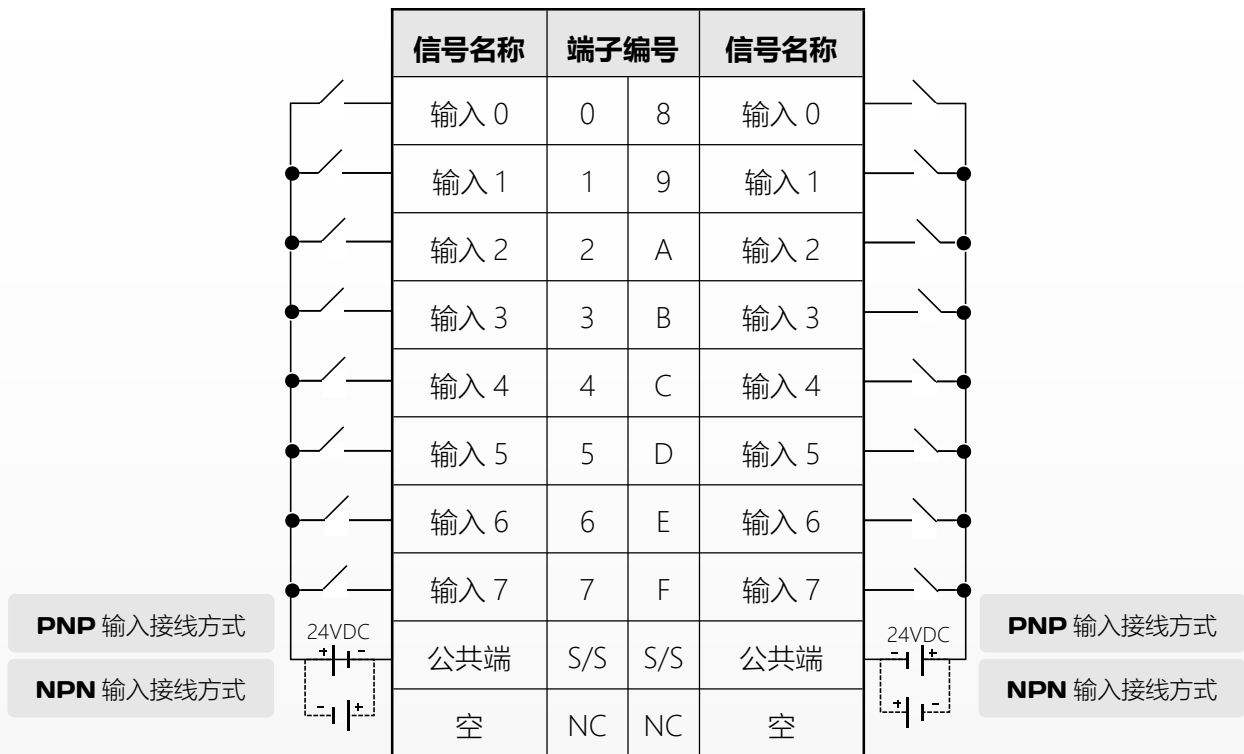 信号名称 端子编号 信号名称
输入 0 0 8 输入 0
输入 1 1 9 输入 1
输入 2 2 A 输入 2
输入 3 3 B 输入 3
输入 4 4 C 输入 4
输入 5 5 D 输入 5
输入 6 6 E 输入 6
输入 7 7 F 输入 7
PNP 输入接线方式 24VDC 24VDC PNP 输入接线方式
+ - 公共端 S/S S/S 公共端 - +
NPN 输入接线方式 NPN 输入接线方式
- + 空 NC NC 空 + -